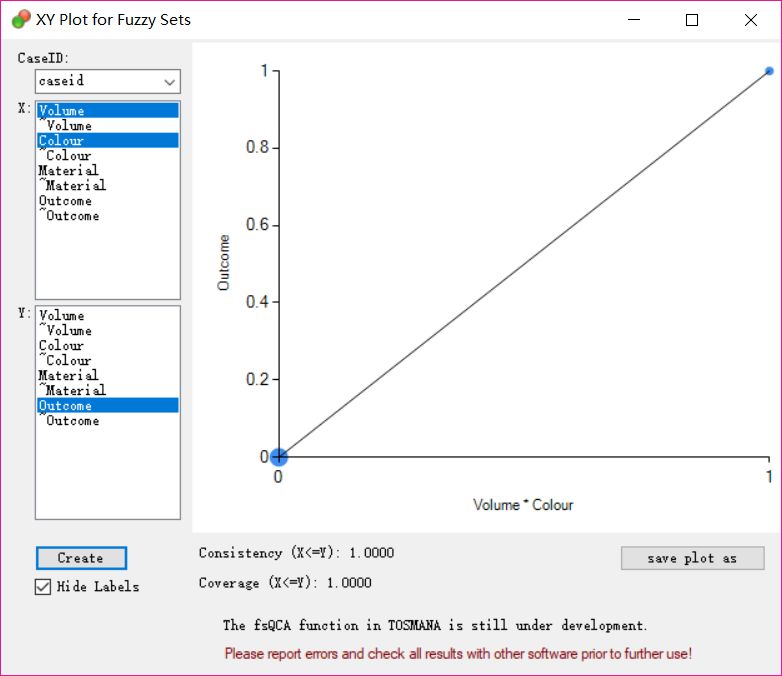 XY Plot for Fuzzy Sets
CaseID:
caseid
X:
Volume
~Volume
Colour
~Colour
Material
~Material
Outcome
~Outcome
Y:
Volume
~Volume
Colour
~Colour
Material
~Material
Outcome
~Outcome
Create
Hide Labels
1
0.8
0.6
0.4
0.2
0
Outcome
0
1
Volume * Colour
Consistency (X<=Y): 1.0000
save plot as
Coverage (X<=Y): 1.0000
The fsQCA function in TOSMANA is still under development.
Please report errors and check all results with other software prior to further use!